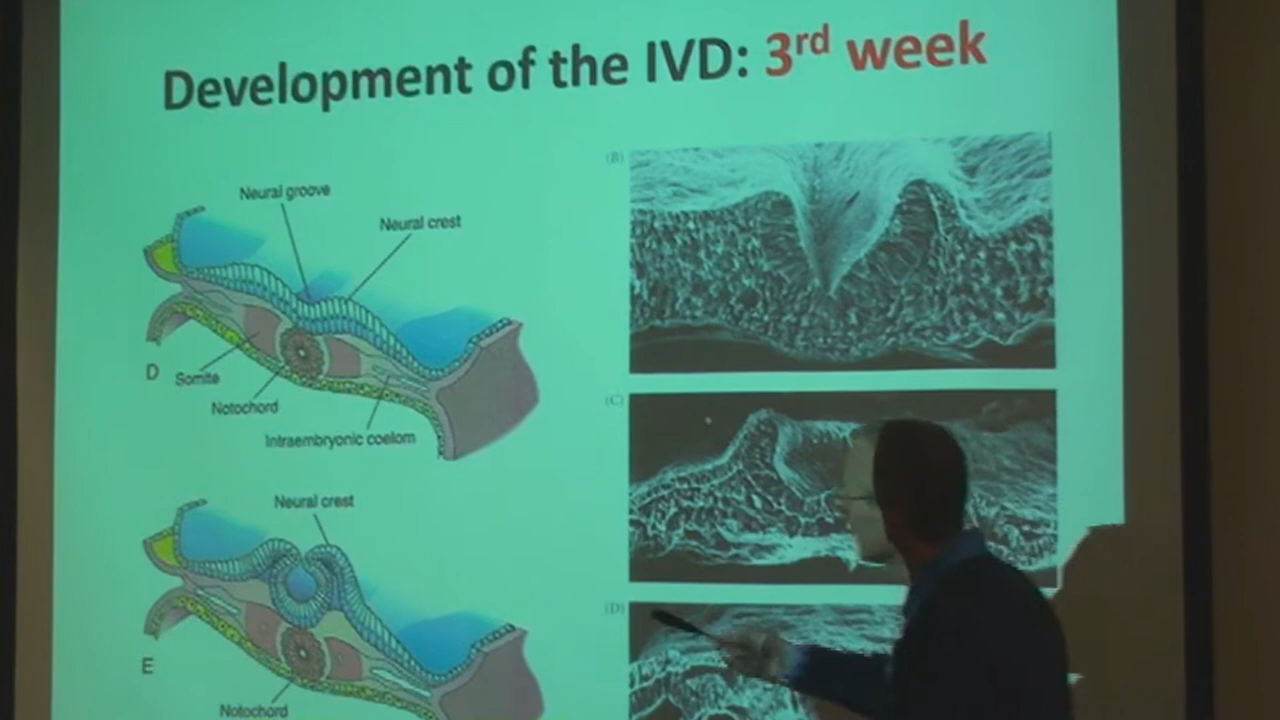 Development of the IVD: 3rd week
(B)
Neural groove
Neural crest
D
Somite
Notochord
Intraembryonic coelom
(C)
Neural crest
(D)
E
Notochord